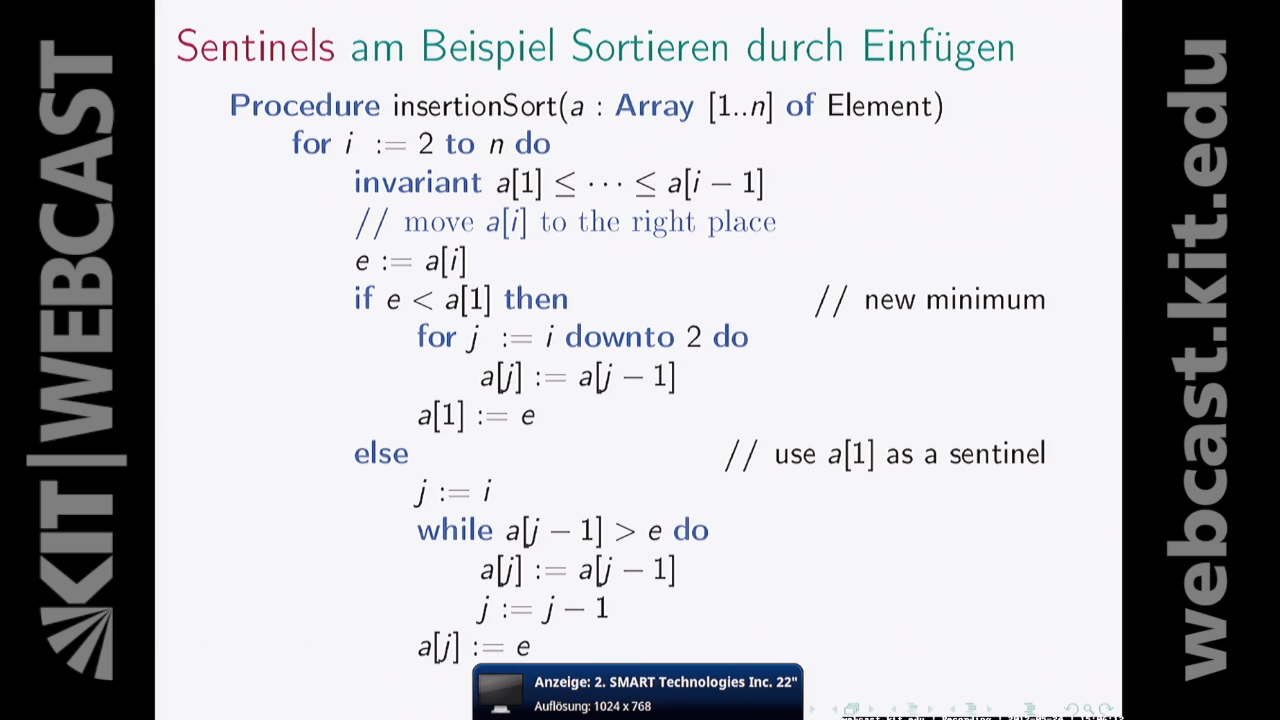 Sentinels am Beispiel Sortieren durch Einfügen
Procedure insertionSort(a : Array [1..n] of Element)
for i := 2 to n do
invariant a[1] ≤ ··· ≤ a[i − 1]
// move a[i] to the right place
e := a[i]
if e < a[1] then // new minimum
for j := i downto 2 do
a[j] := a[j − 1]
a[1] := e
else // use a[1] as a sentinel
j := i
while a[j − 1] > e do
a[j] := a[j − 1]
j := j − 1
a[j] := e
Anzeige: 2. SMART Technologies Inc. 22"
Auflösung: 1024 x 768
KIT|WEBCAST
webcast.kit.edu